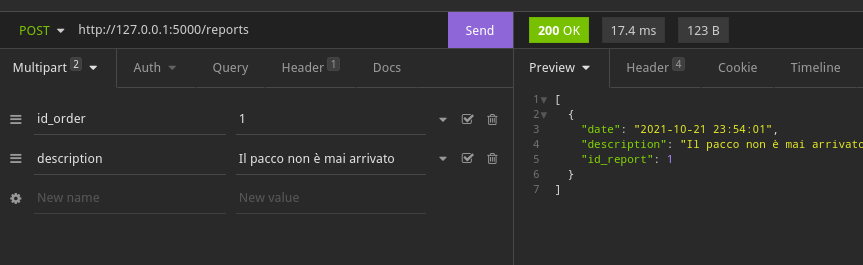 POST http://127.0.0.1:5000/reports Send 200 OK 17.4 ms 123 B
Multipart 2 Auth Query Header 1 Docs Preview Header 4 Cookie Timeline
id_order 1
description Il pacco non è mai arrivato
New name New value
1 [
2 {
3 "date": "2021-10-21 23:54:01",
4 "description": "Il pacco non è mai arrivato
5 "id_report": 1
6 }
7 ]